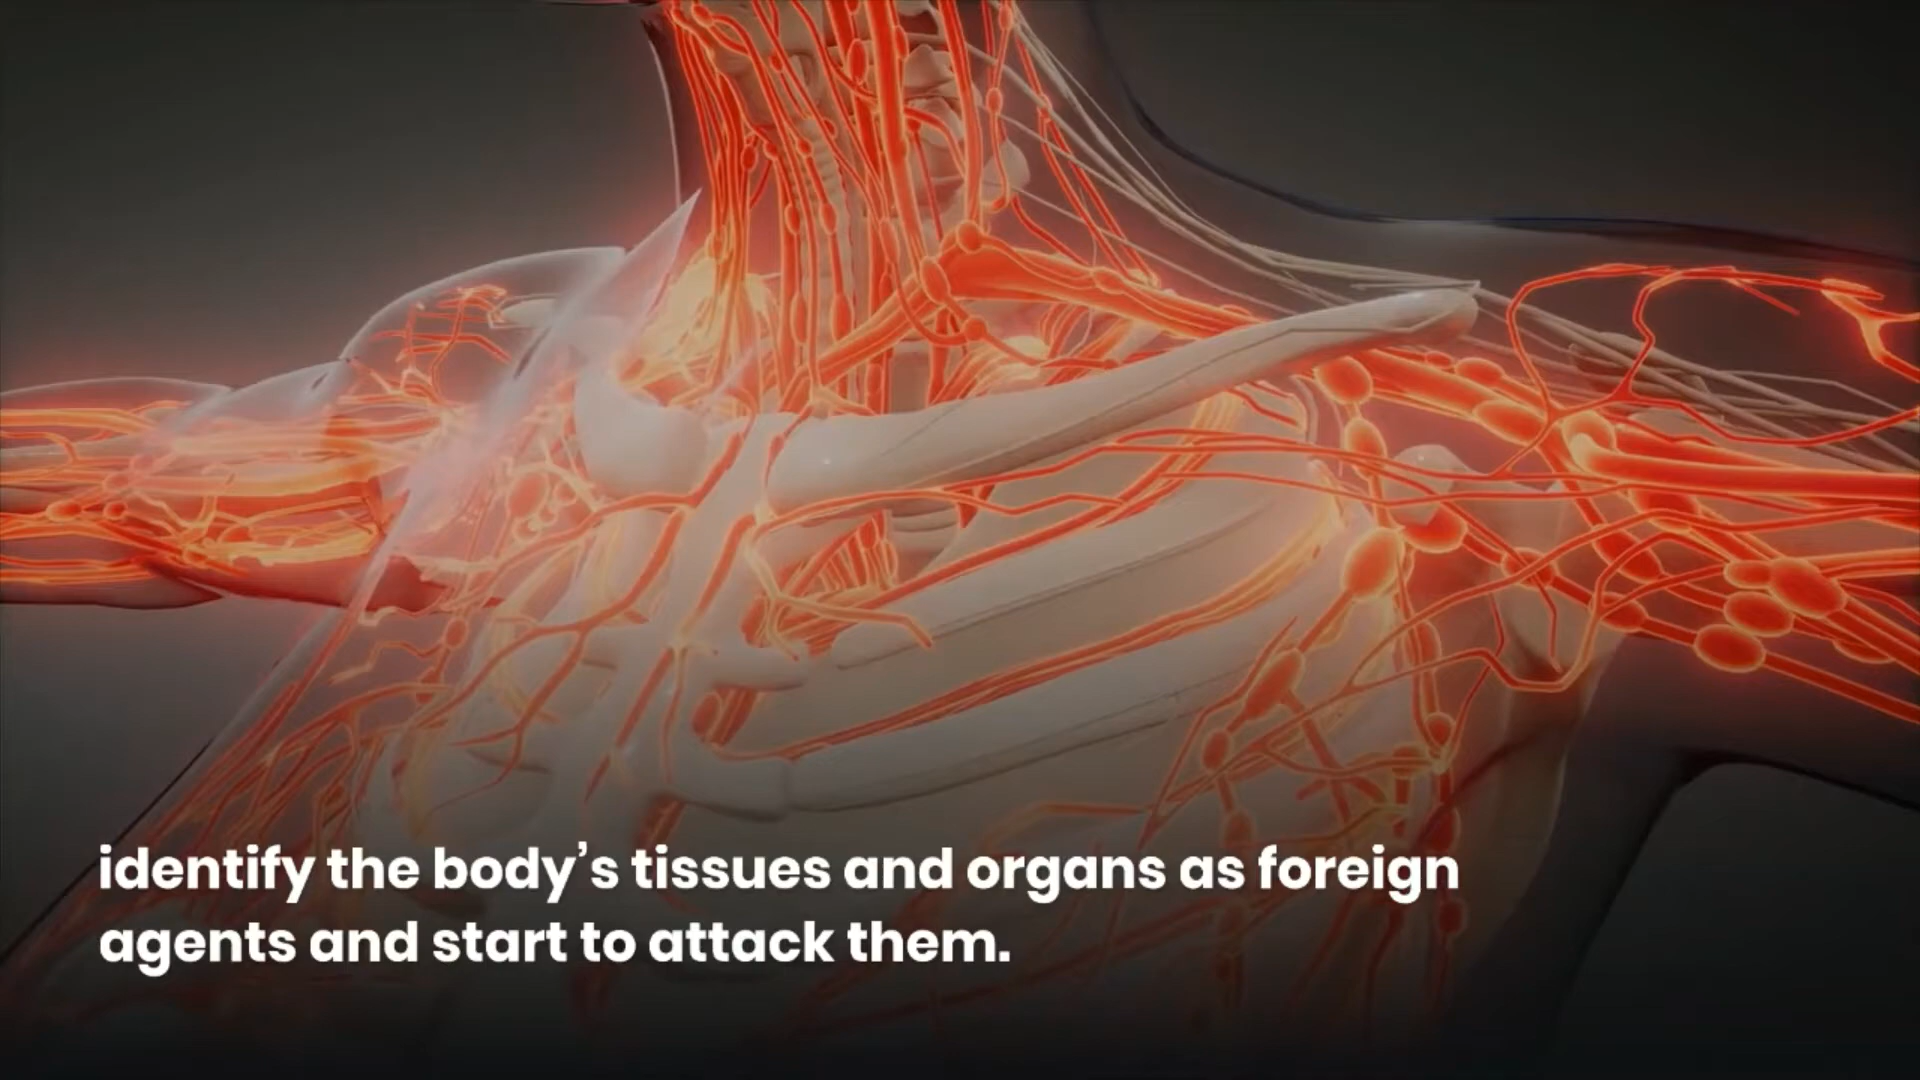 identify the body’s tissues and organs as foreign
agents and start to attack them.